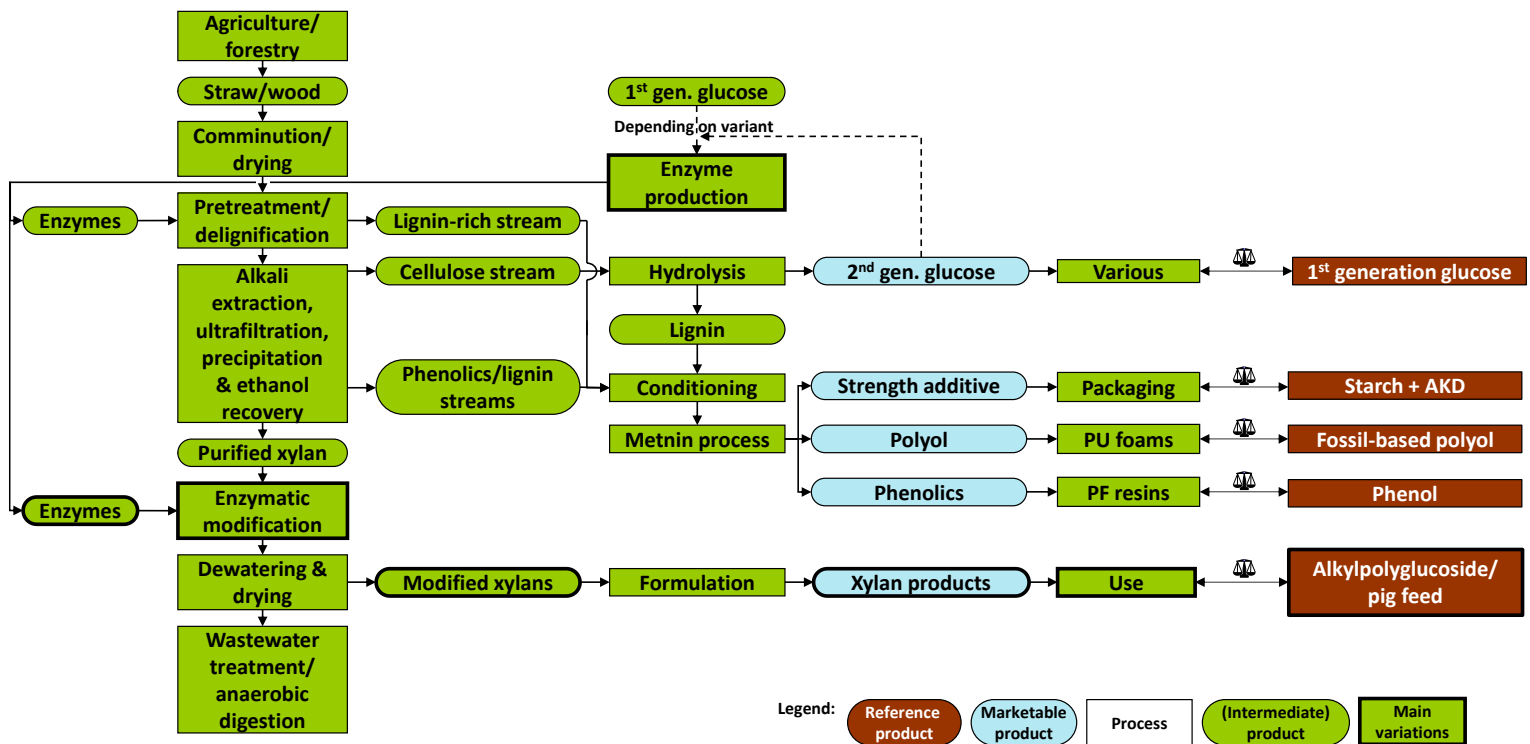 Agriculture/
forestry
Straw/wood
1st gen. glucose
Depending on variant
Comminution/
drying
Enzyme
production
Enzymes
Pretreatment/
delignification
Lignin-rich stream
Alkali
extraction,
ultrafiltration,
precipitation
& ethanol
recovery
Cellulose stream
Hydrolysis
2nd gen. glucose
Various
1st generation glucose
Lignin
Phenolics/lignin
streams
Conditioning
Strength additive
Packaging
Starch + AKD
Metnin process
Polyol
PU foams
Fossil-based polyol
Purified xylan
Phenolics
PF resins
Phenol
Enzymes
Enzymatic
modification
Dewatering &
drying
Modified xylans
Formulation
Xylan products
Use
Alkylpolyglucoside/
pig feed
Wastewater
treatment/
anaerobic
digestion
Legend:
Reference
product
Marketable
product
Process
(Intermediate)
product
Main
variations